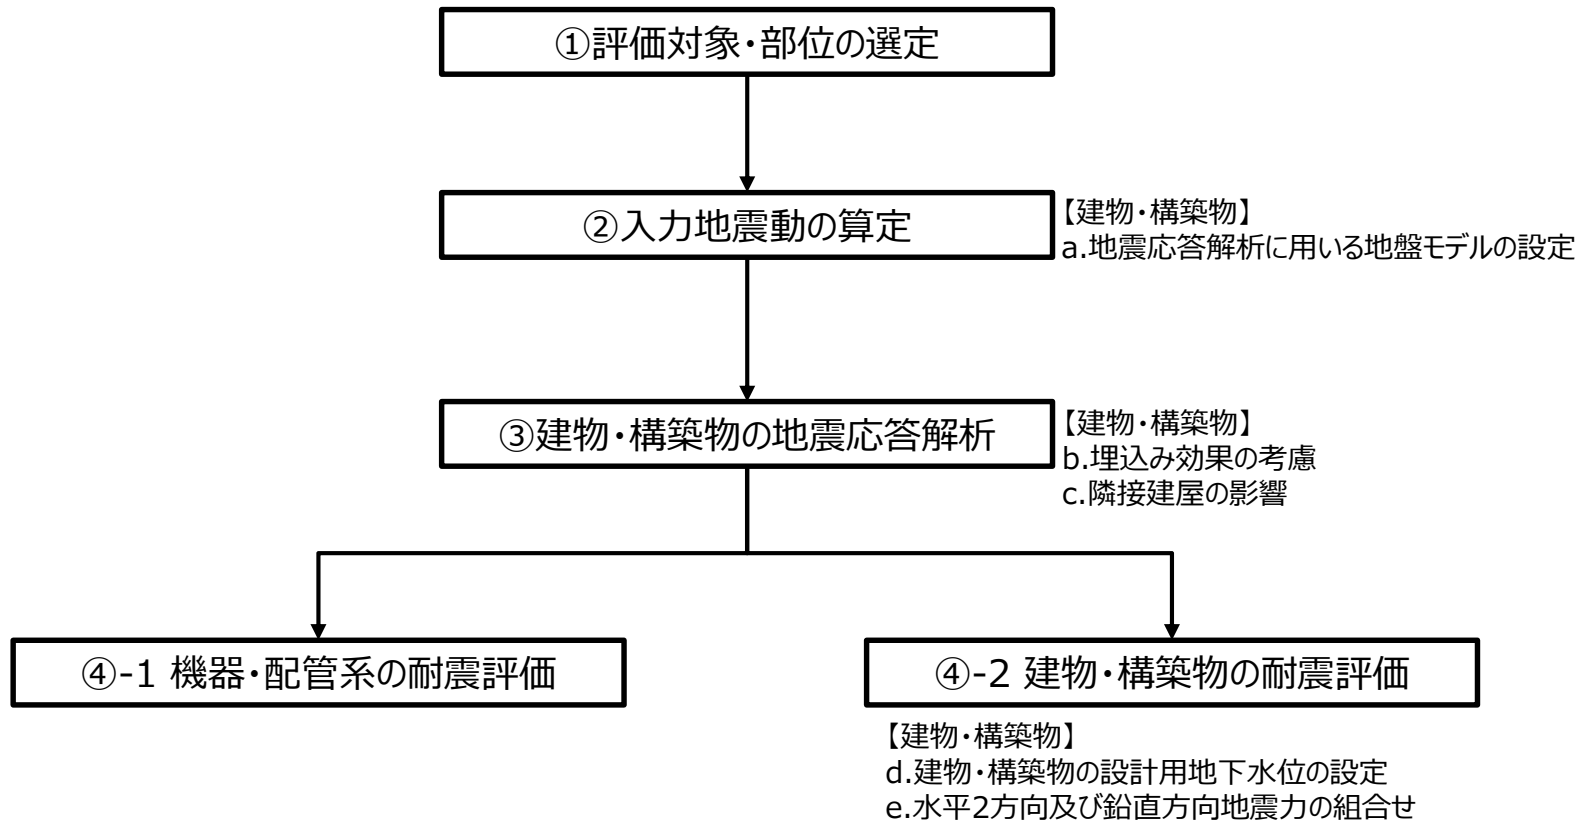 ①評価対象・部位の選定
②入力地震動の算定
【建物・構築物】
a.地震応答解析に用いる地盤モデルの設定
③建物・構築物の地震応答解析
【建物・構築物】
b.埋込み効果の考慮
c.隣接建屋の影響
④-1 機器・配管系の耐震評価
④-2 建物・構築物の耐震評価
【建物・構築物】
d.建物・構築物の設計用地下水位の設定
e.水平2方向及び鉛直方向地震力の組合せ